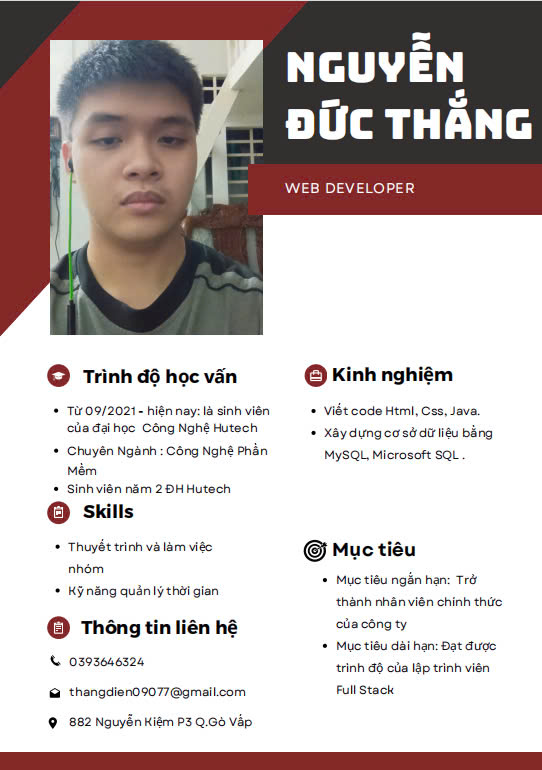 NGUYỄN
ĐỨC THẮNG
WEB DEVELOPER
Trình độ học vấn
Từ 09/2021 - hiện nay: là sinh viên
của đại học Công Nghệ Hutech
Chuyên Ngành : Công Nghệ Phần
Mềm
Sinh viên năm 2 ĐH Hutech
Skills
Thuyết trình và làm việc
nhóm
Kỹ năng quản lý thời gian
Thông tin liên hệ
0393646324
thangdien09077@gmail.com
882 Nguyễn Kiệm P3 Q.Gò Vấp
Kinh nghiệm
Viết code Html, Css, Java.
Xây dựng cơ sở dữ liệu bằng
MySQL, Microsoft SQL .
Mục tiêu
Mục tiêu ngắn hạn: Trở
thành nhân viên chính thức
của công ty
Mục tiêu dài hạn: Đạt được
trình độ của lập trình viên
Full Stack